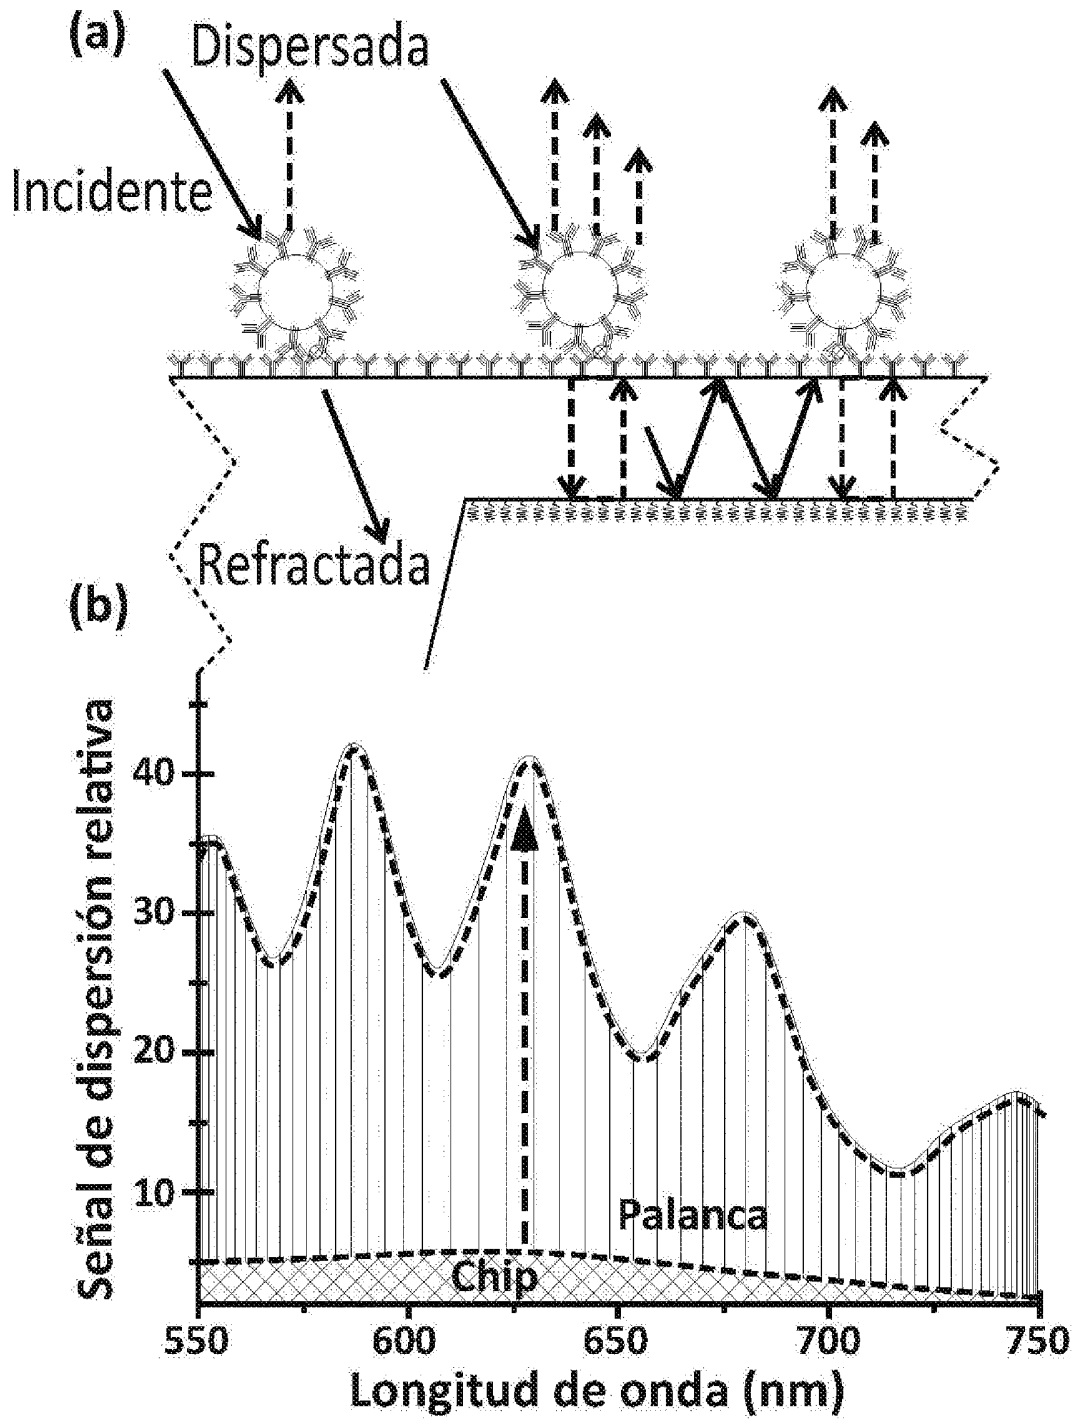 (a)
Dispersada
Incidente
Refractada
(b)
Señal de dispersión relativa
40
30
20
10
Palanca
Chip
550 600 650 700 750
Longitud de onda (nm)